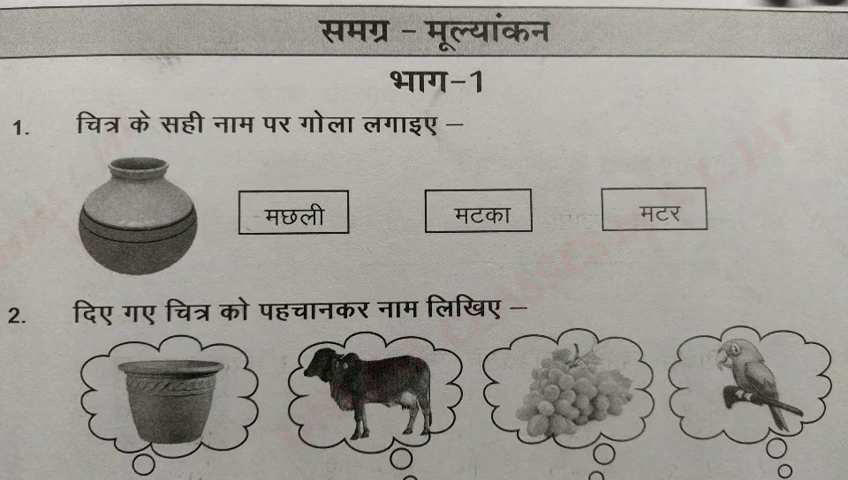 समग्र – मूल्यांकन
भाग–1
1. चित्र के सही नाम पर गोला लगाइए –
मछली मटका मटर
2. दिए गए चित्र को पहचानकर नाम लिखिए –